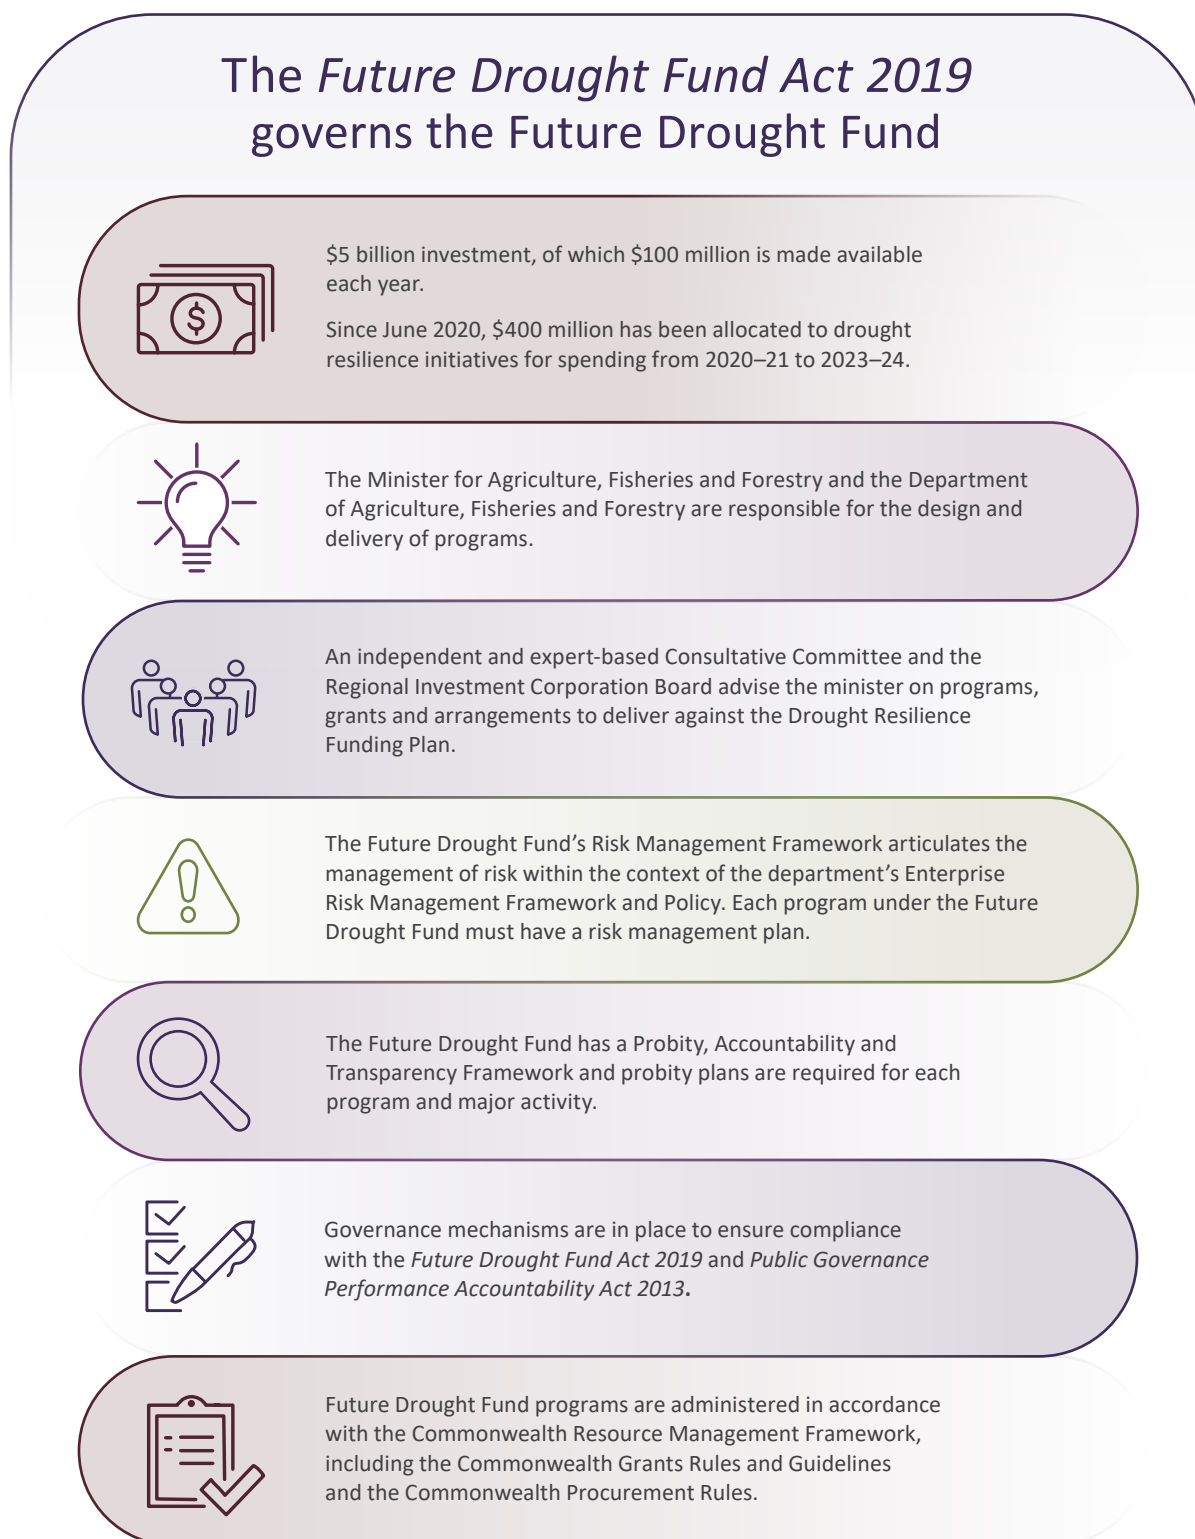 The Future Drought Fund Act 2019
governs the Future Drought Fund
$5 billion investment, of which $100 million is made available
each year.
Since June 2020, $400 million has been allocated to drought
resilience initiatives for spending from 2020–21 to 2023–24.
The Minister for Agriculture, Fisheries and Forestry and the Department
of Agriculture, Fisheries and Forestry are responsible for the design and
delivery of programs.
An independent and expert-based Consultative Committee and the
Regional Investment Corporation Board advise the minister on programs,
grants and arrangements to deliver against the Drought Resilience
Funding Plan.
The Future Drought Fund’s Risk Management Framework articulates the
management of risk within the context of the department’s Enterprise
Risk Management Framework and Policy. Each program under the Future
Drought Fund must have a risk management plan.
The Future Drought Fund has a Probity, Accountability and
Transparency Framework and probity plans are required for each
program and major activity.
Governance mechanisms are in place to ensure compliance
with the Future Drought Fund Act 2019 and Public Governance
Performance Accountability Act 2013.
Future Drought Fund programs are administered in accordance
with the Commonwealth Resource Management Framework,
including the Commonwealth Grants Rules and Guidelines
and the Commonwealth Procurement Rules.